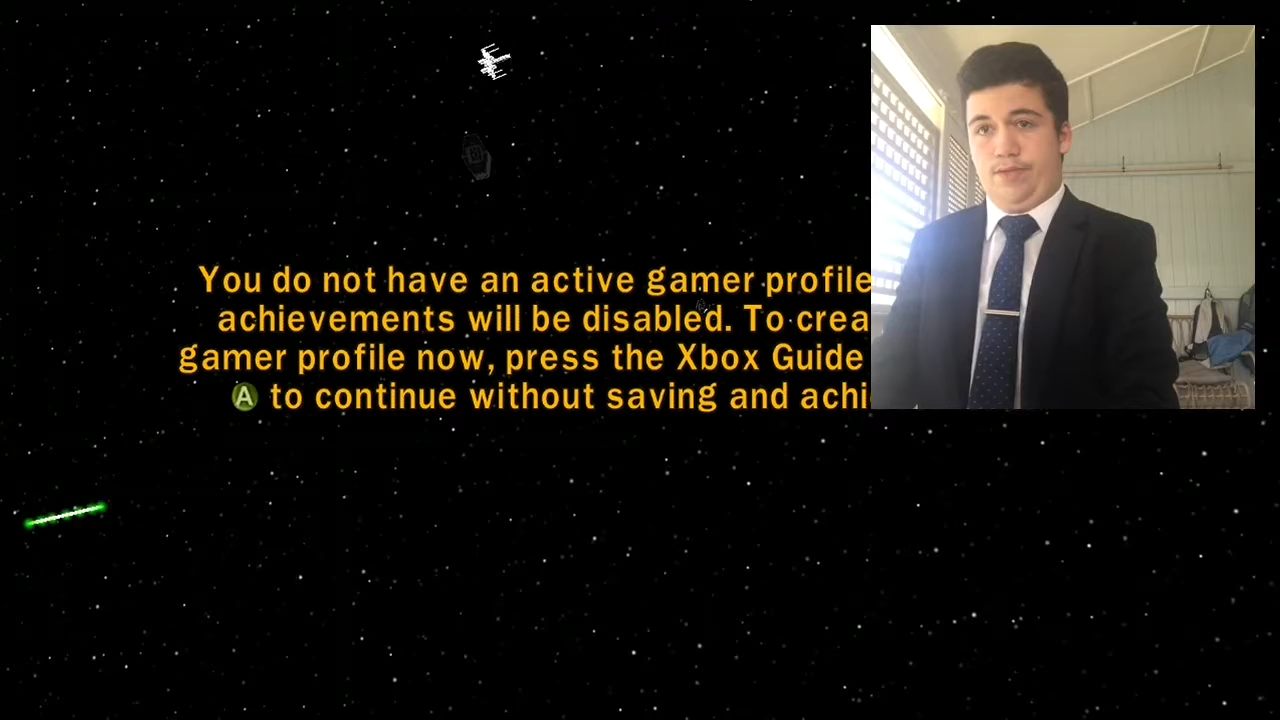 You do not have an active gamer profile
achievements will be disabled. To crea
gamer profile now, press the Xbox Guide
A to continue without saving and achi